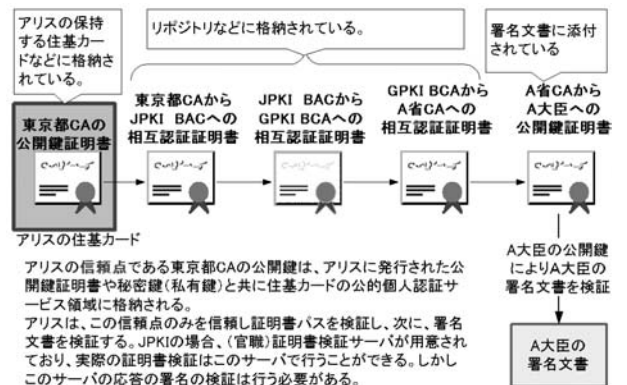 アリスの保持
する住基カー
ドなどに格納さ
れている。
リポジトリなどに格納されている。
署名文書に添付
されている
東京都CAの
公開鍵証明書
東京都CAから
JPKI BACへの
相互認証証明書
JPKI BACから
GPKI BCAへの
相互認証証明書
GPKI BCAから
A省CAへの
相互認証証明書
A省CAから
A大臣への
公開鍵証明書
アリスの住基カード
アリスの信頼点である東京都CAの公開鍵は、アリスに発行された公
開鍵証明書や秘密鍵(私有鍵)と共に住基カードの公的個人認証サ
ービス領域に格納される。
アリスは、この信頼点のみを信頼し証明書パスを検証し、次に、署名
文書を検証する。JPKIの場合、(官職)証明書検証サーバが用意され
ており、実際の証明書検証はこのサーバで行うことができる。しかし
このサーバの応答の署名の検証は行う必要がある。
A大臣の公開鍵
によりA大臣の
署名文書を検証
A大臣の
署名文書